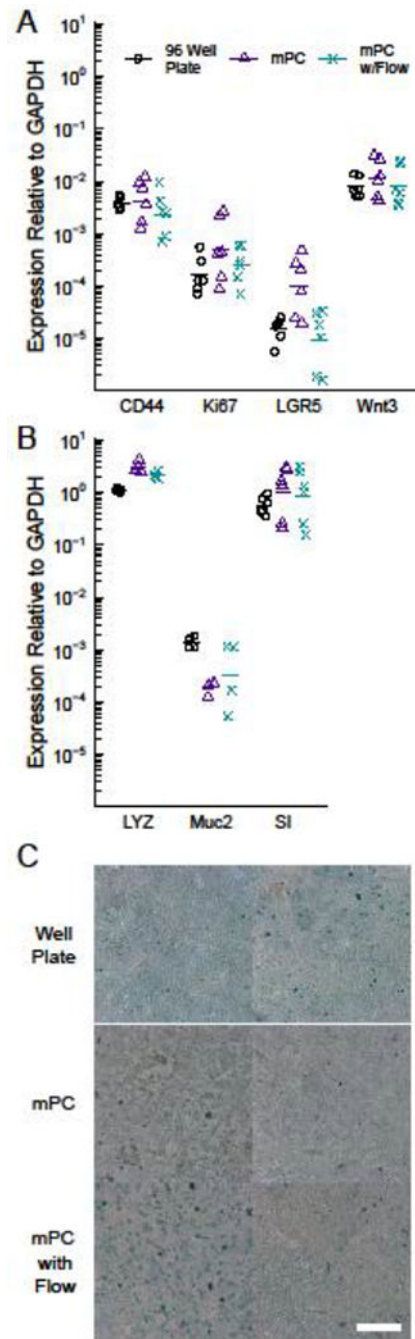 A
Expression Relative to GAPDH
10¹
10⁰
10⁻¹
10⁻²
10⁻³
10⁻⁴
10⁻⁵
96 Well
Plate
mPC
mPC
w/Flow
CD44 Ki67 LGR5 Wnt3
B
Expression Relative to GAPDH
10¹
10⁰
10⁻¹
10⁻²
10⁻³
10⁻⁴
10⁻⁵
LYZ Muc2 SI
C
Well
Plate
mPC
mPC
with
Flow